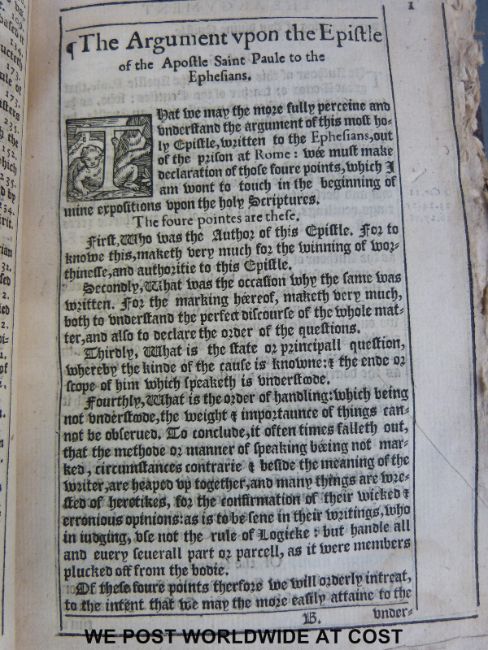 1
¶The Argument vpon the Epistle
of the Apostle Saint Paule to the
Ephesians.
THat we may the more fully perceiue and
vnderstand the argument of this most ho-
ly Epistle, written to the Ephesians, out
of the prison at Rome: wée must make
declaration of those foure points, which I
am wont to touch in the beginning of
mine expositions vpon the holy Scriptures.
The foure pointes are these.
First, Who was the Author of this Epistle. For to
knowe this, maketh very much for the winning of wor-
thinesse, and authoritie to this Epistle.
Secondly, What was the occasion why the same was
written. For the marking héereof, maketh very much,
both to vnderstand the perfect discourse of the whole mat-
ter, and also to declare the order of the questions.
Thirdly, What is the state or principall question,
whereby the kinde of the cause is knowne: & the ende or
scope of him which speaketh is vnderstoode.
Fourthly, What is the order of handling: which being
not vnderstoode, the weight & importaunce of things can-
not be obserued. To conclude, it often times falleth out,
that the methode or manner of speaking béeing not mar-
ked, circumstances contrarie & beside the meaning of the
writer, are heaped vp together, and many things are wre-
sted of heretikes, for the confirmation of their wicked &
erronious opinions: as is to be sene in their writings, who
in iudging, vse not the rule of Logicke: but handle all
and euery seuerall part or parcell, as it were members
plucked off from the bodie.
Of these foure points therfore we will orderly intreat,
to the intent that we may the more easily attaine to the
B. vnder-
WE POST WORLDWIDE AT COST